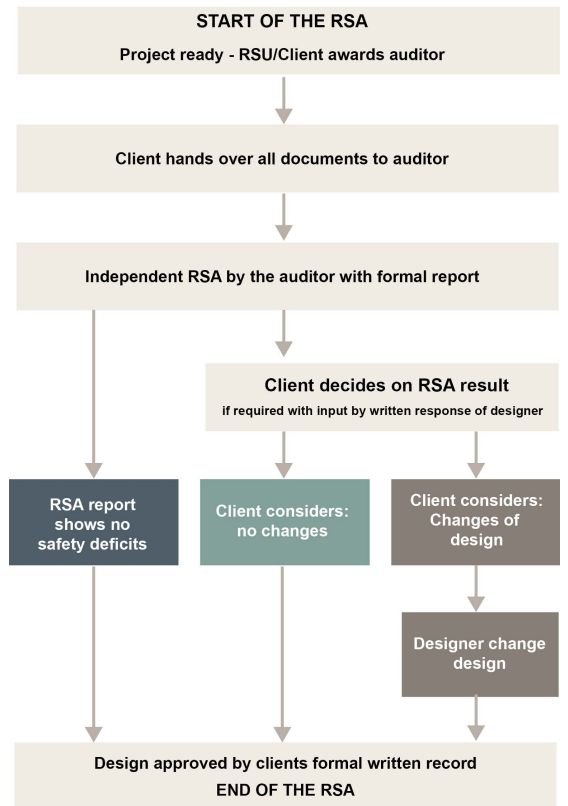 START OF THE RSA
Project ready - RSU/Client awards auditor
Client hands over all documents to auditor
Independent RSA by the auditor with formal report
Client decides on RSA result
if required with input by written response of designer
RSA report
shows no
safety deficits
Client considers:
no changes
Client considers:
Changes of
design
Designer change
design
Design approved by clients formal written record
END OF THE RSA